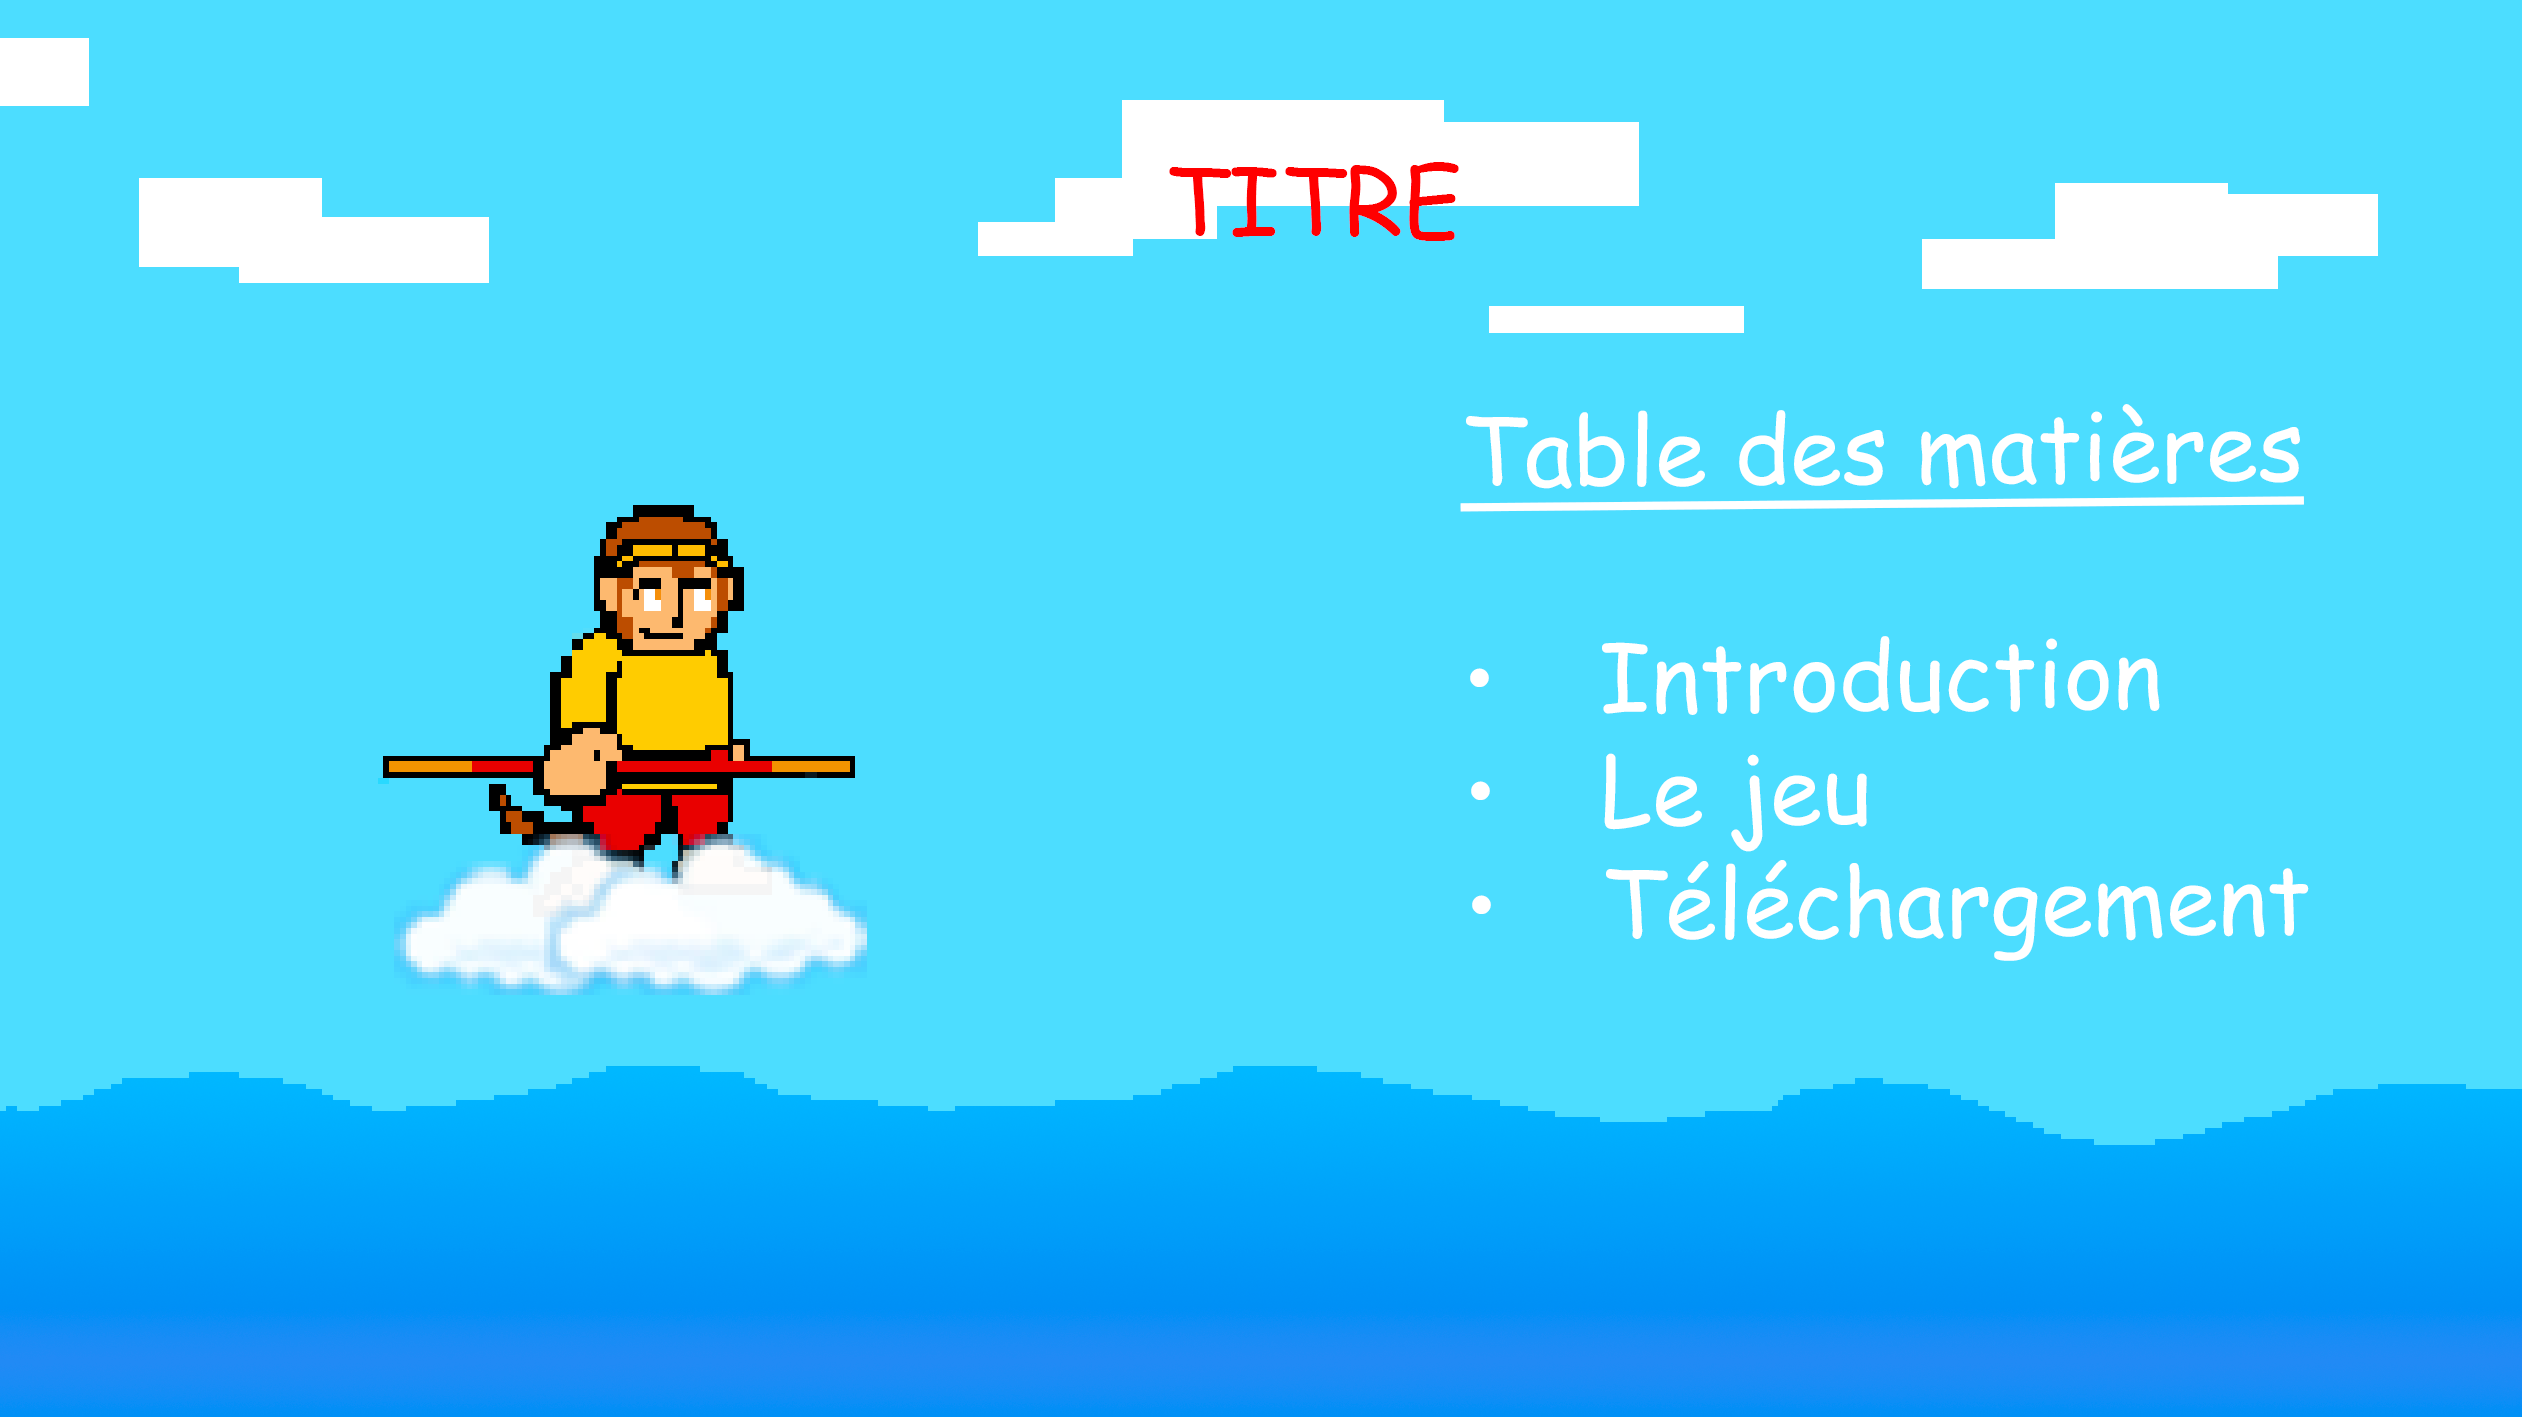 TITRE
Table des matières
• Introduction
• Le jeu
• Téléchargement